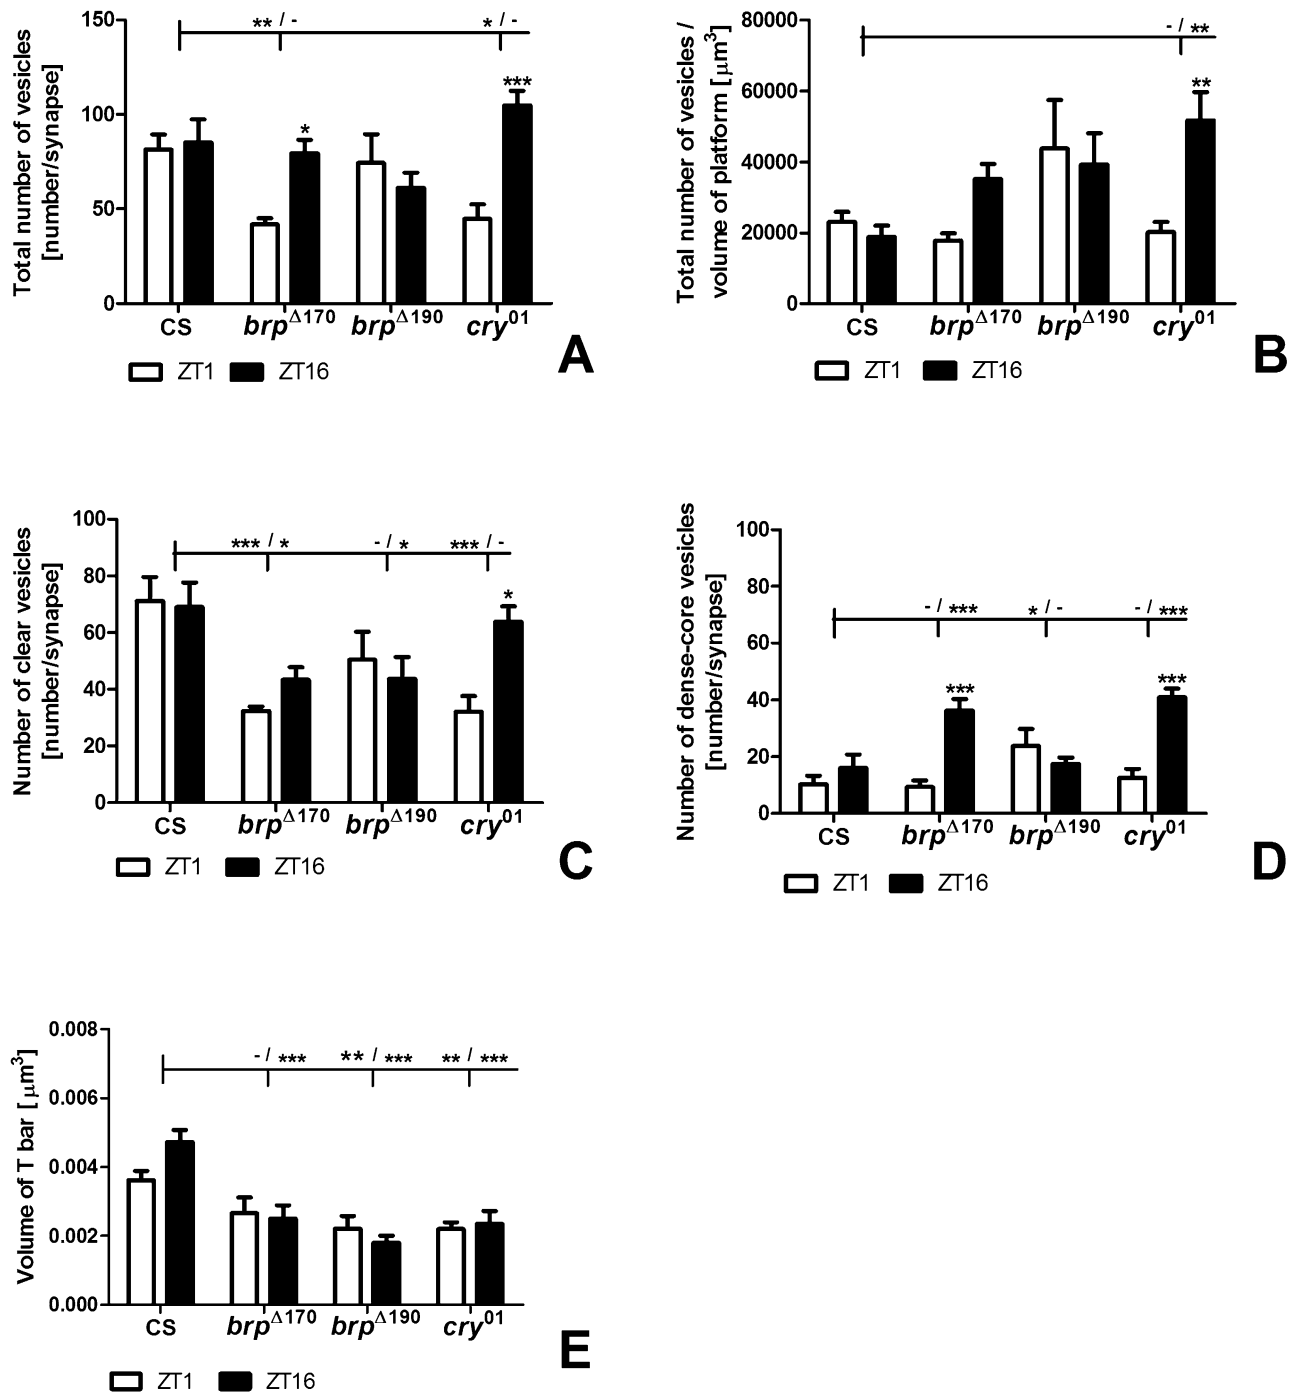 Total number of vesicles
[number/synapse]
150
100
50
0
** / -
* / -
*
***
CS
brpΔ170
brpΔ190
cry01
ZT1
ZT16
A
Total number of vesicles /
volume of platform [µm3]
80000
60000
40000
20000
0
- / **
**
CS
brpΔ170
brpΔ190
cry01
ZT1
ZT16
B
Number of clear vesicles
[number/synapse]
100
80
60
40
20
0
*** / *
- / *
*** / -
*
CS
brpΔ170
brpΔ190
cry01
ZT1
ZT16
C
Number of dense-core vesicles
[number/synapse]
100
80
60
40
20
0
- / ***
* / -
- / ***
***
***
CS
brpΔ170
brpΔ190
cry01
ZT1
ZT16
D
Volume of T bar [µm3]
0.008
0.006
0.004
0.002
0.000
- / ***
** / ***
** / ***
CS
brpΔ170
brpΔ190
cry01
ZT1
ZT16
E